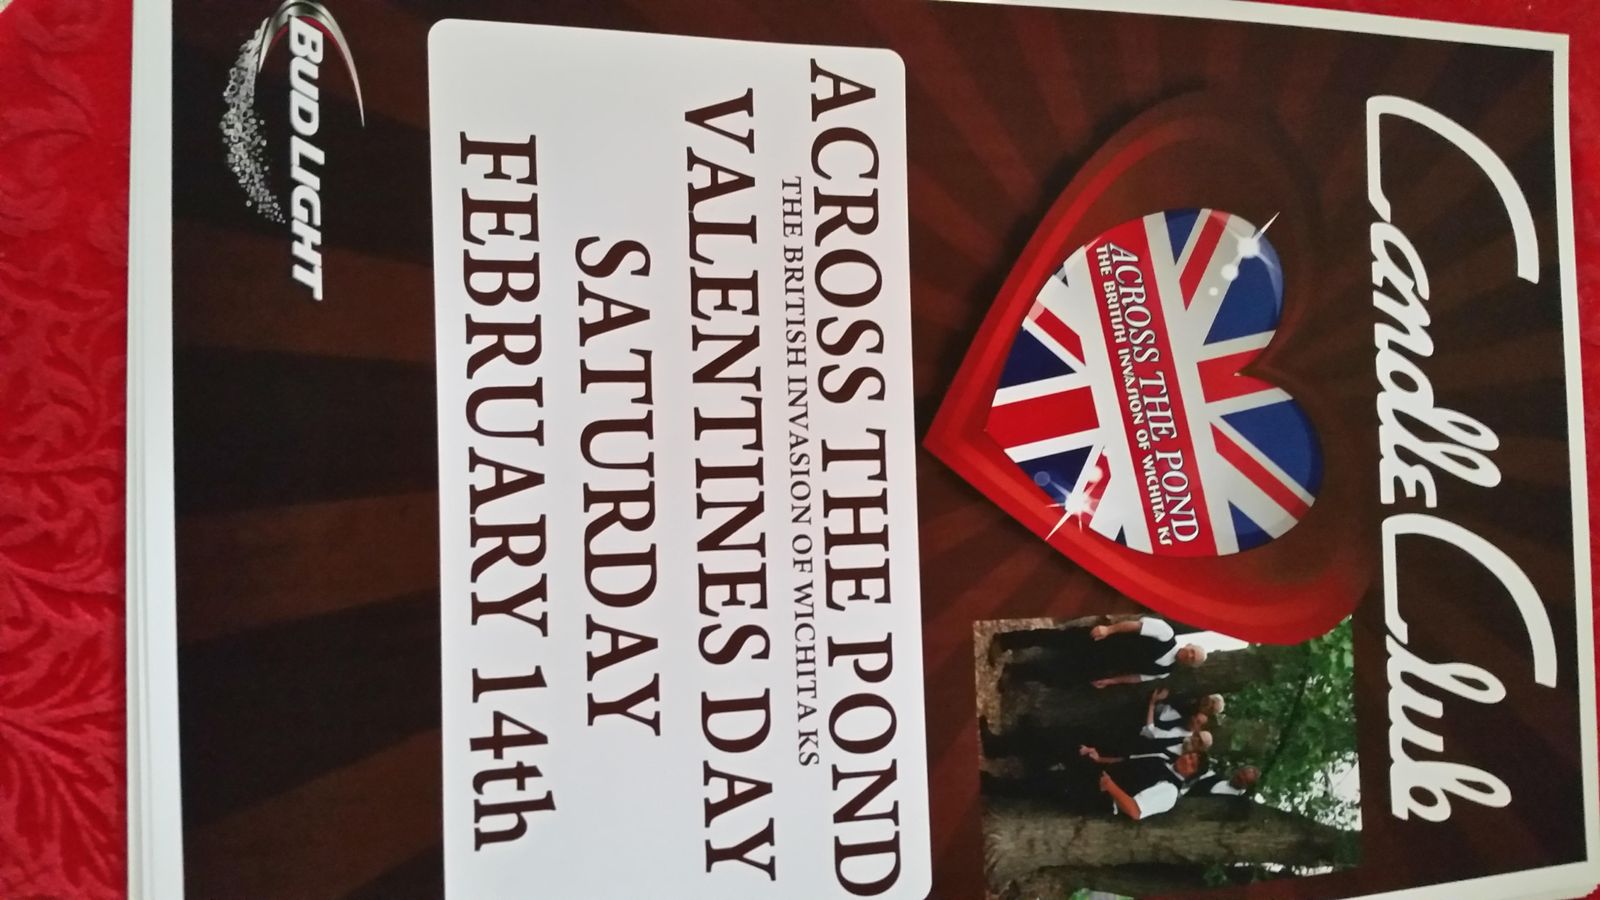 Candle Club
ACROSS THE POND
THE BRITISH INVASION OF WICHITA KS
ACROSS THE POND
THE BRITISH INVASION OF WICHITA KS
VALENTINES DAY
SATURDAY
FEBRUARY 14th
BUD LIGHT